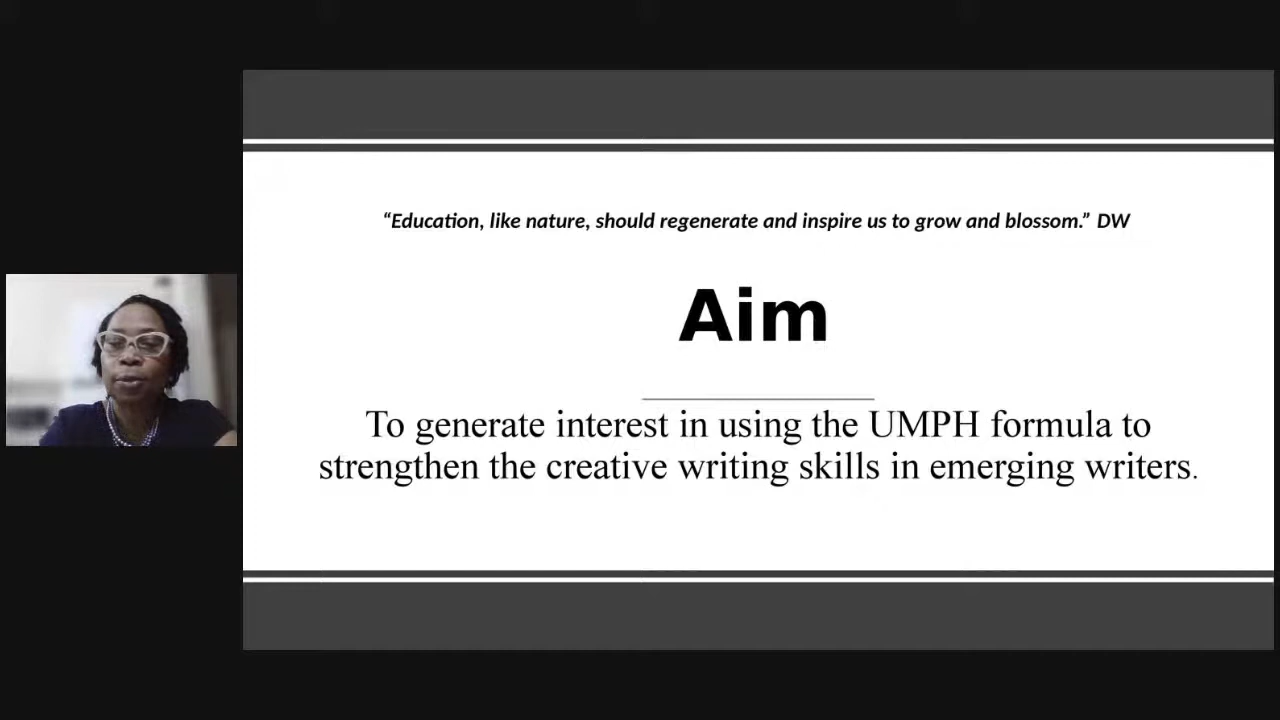 “Education, like nature, should regenerate and inspire us to grow and blossom.” DW
Aim
To generate interest in using the UMPH formula to
strengthen the creative writing skills in emerging writers.